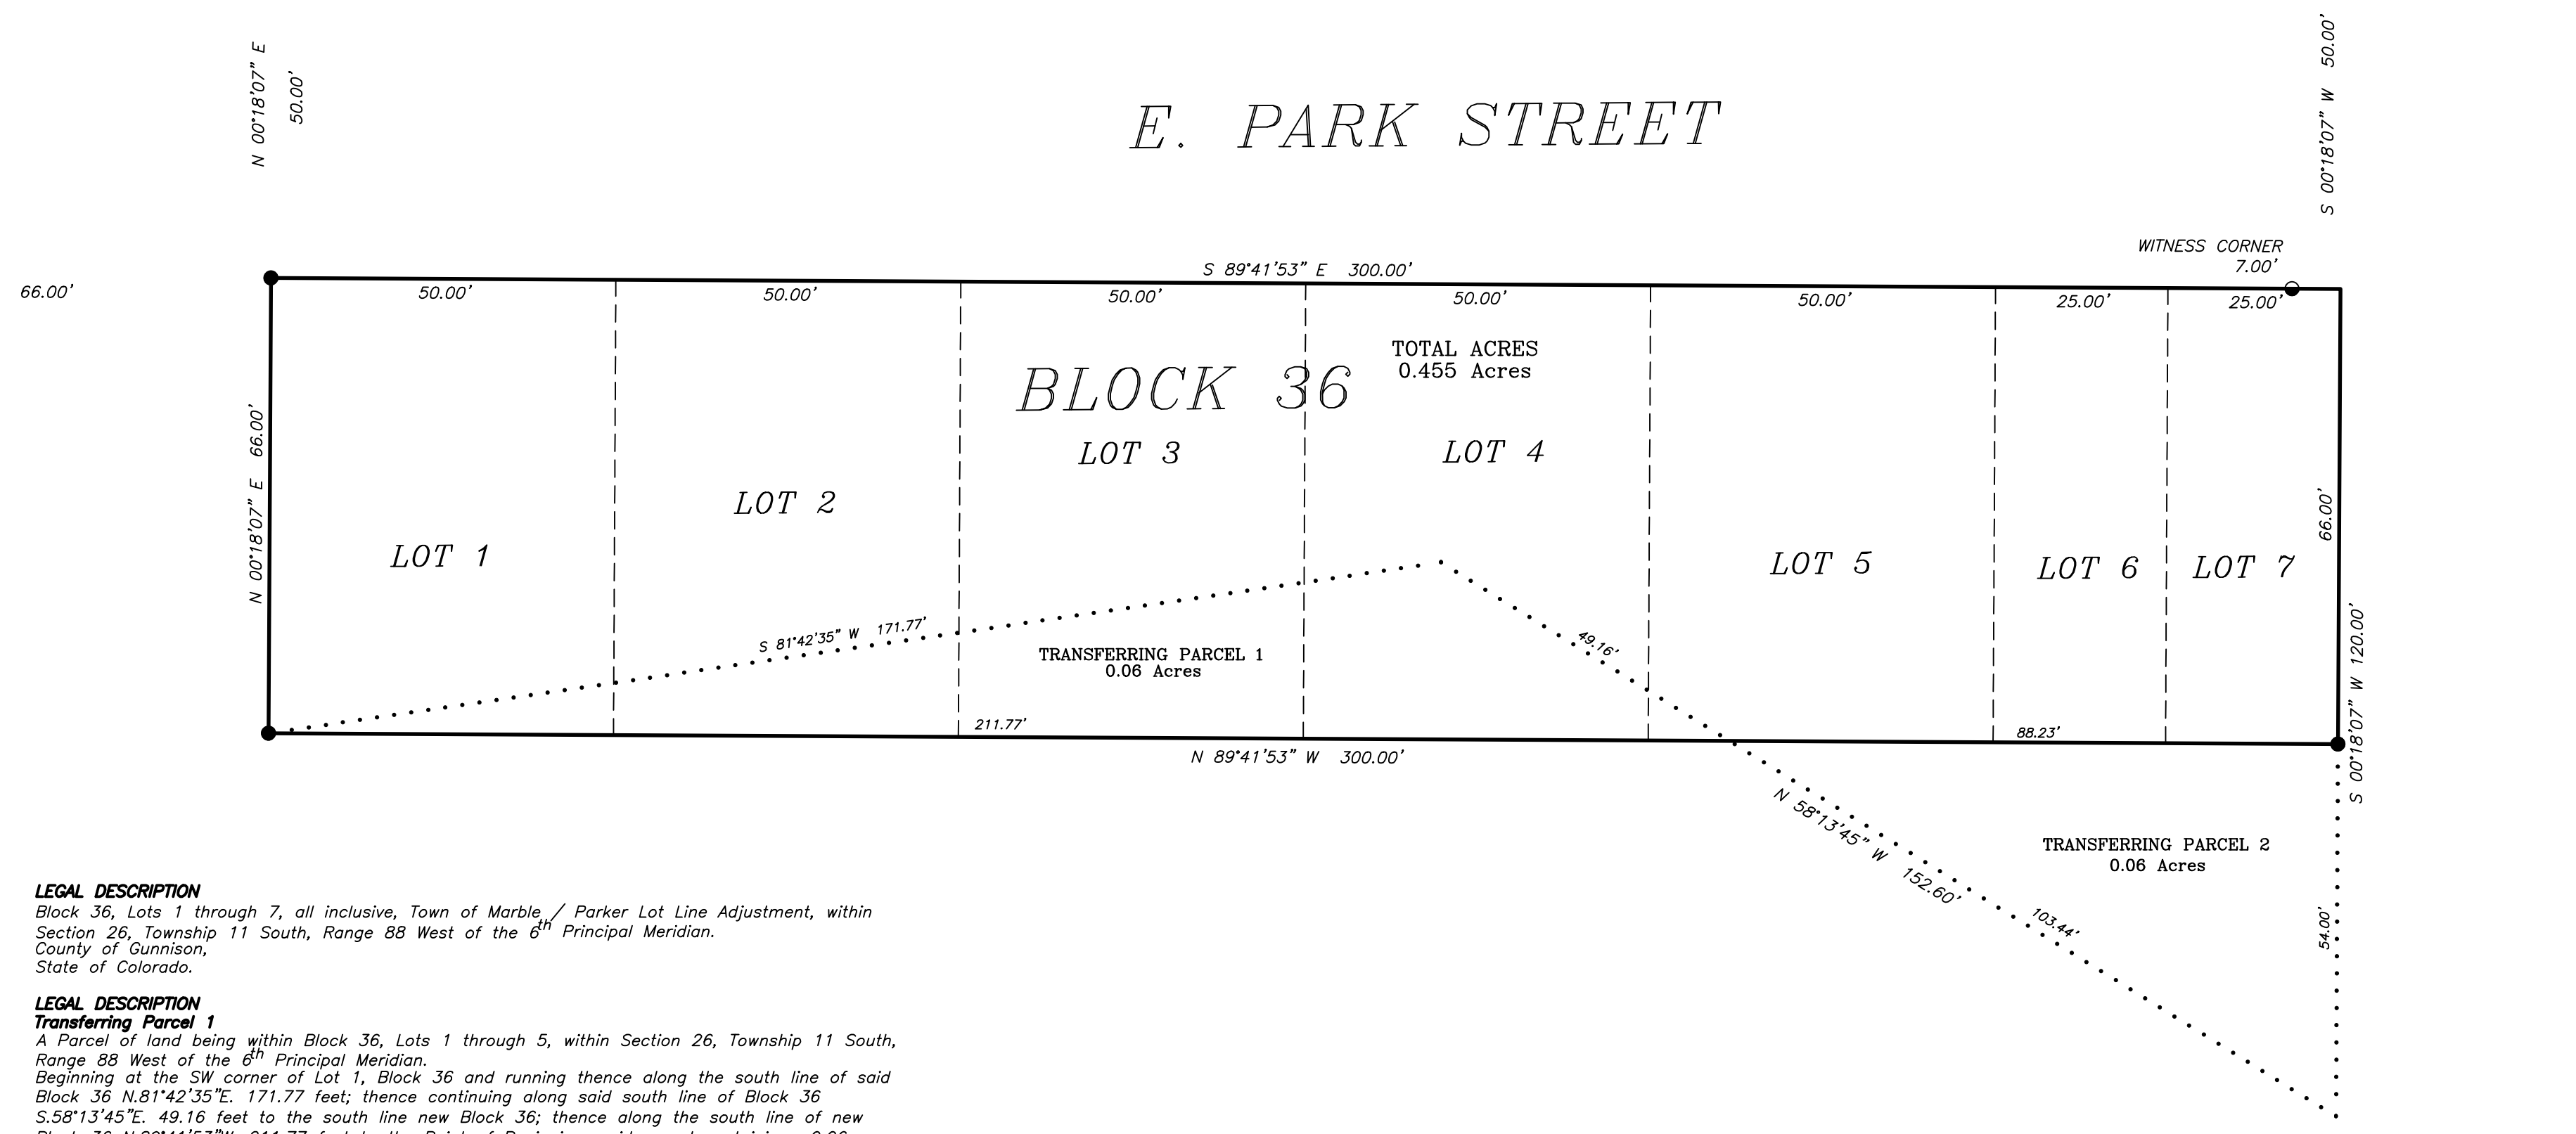 N 00°18'07" E
50.00'
S 00°18'07" W 50.00'
E. PARK STREET
WITNESS CORNER
7.00'
S 89°41'53" E 300.00'
66.00'
50.00'
50.00'
50.00'
50.00'
50.00'
25.00'
25.00'
TOTAL ACRES
0.455 Acres
BLOCK 36
N 00°18'07" E 66.00'
LOT 1
LOT 2
LOT 3
LOT 4
LOT 5
LOT 6
LOT 7
66.00'
S 00°18'07" W 120.00'
S 81°42'35" W 171.77'
49.16'
TRANSFERRING PARCEL 1
0.06 Acres
211.77'
88.23'
N 89°41'53" W 300.00'
N 58°13'45" W 152.60'
103.44'
TRANSFERRING PARCEL 2
0.06 Acres
54.00'
LEGAL DESCRIPTION
Block 36, Lots 1 through 7, all inclusive, Town of Marble / Parker Lot Line Adjustment, within
Section 26, Township 11 South, Range 88 West of the 6th Principal Meridian.
County of Gunnison,
State of Colorado.
LEGAL DESCRIPTION
Transferring Parcel 1
A Parcel of land being within Block 36, Lots 1 through 5, within Section 26, Township 11 South,
Range 88 West of the 6th Principal Meridian.
Beginning at the SW corner of Lot 1, Block 36 and running thence along the south line of said
Block 36 N.81°42'35"E. 171.77 feet; thence continuing along said south line of Block 36
S.58°13'45"E. 49.16 feet to the south line new Block 36; thence along the south line of new